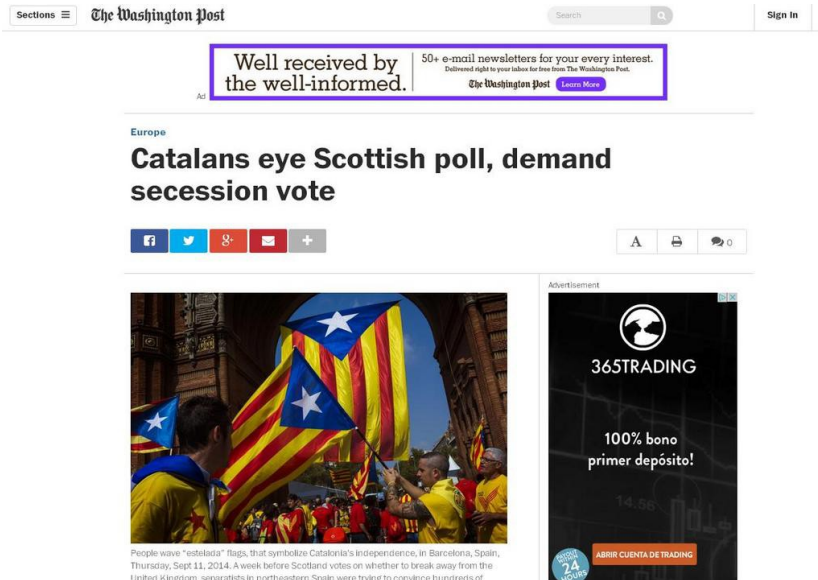 Sections
The Washington Post
Search
Sign In
Well received by
the well-informed.
50+ e-mail newsletters for your every interest.
Delivered right to your inbox for free from The Washington Post.
The Washington Post
Learn More
Ad
Europe
Catalans eye Scottish poll, demand
secession vote
A
0
Advertisement
365TRADING
100% bono
primer depósito!
14.56
ABRIR CUENTA DE TRADING
24
HOURS
People wave "estelada" flags, that symbolize Catalonia's independence, in Barcelona, Spain,
Thursday, Sept 11, 2014. A week before Scotland votes on whether to break away from the
United Kingdom, separatists in northeastern Spain were trying to convince hundreds of